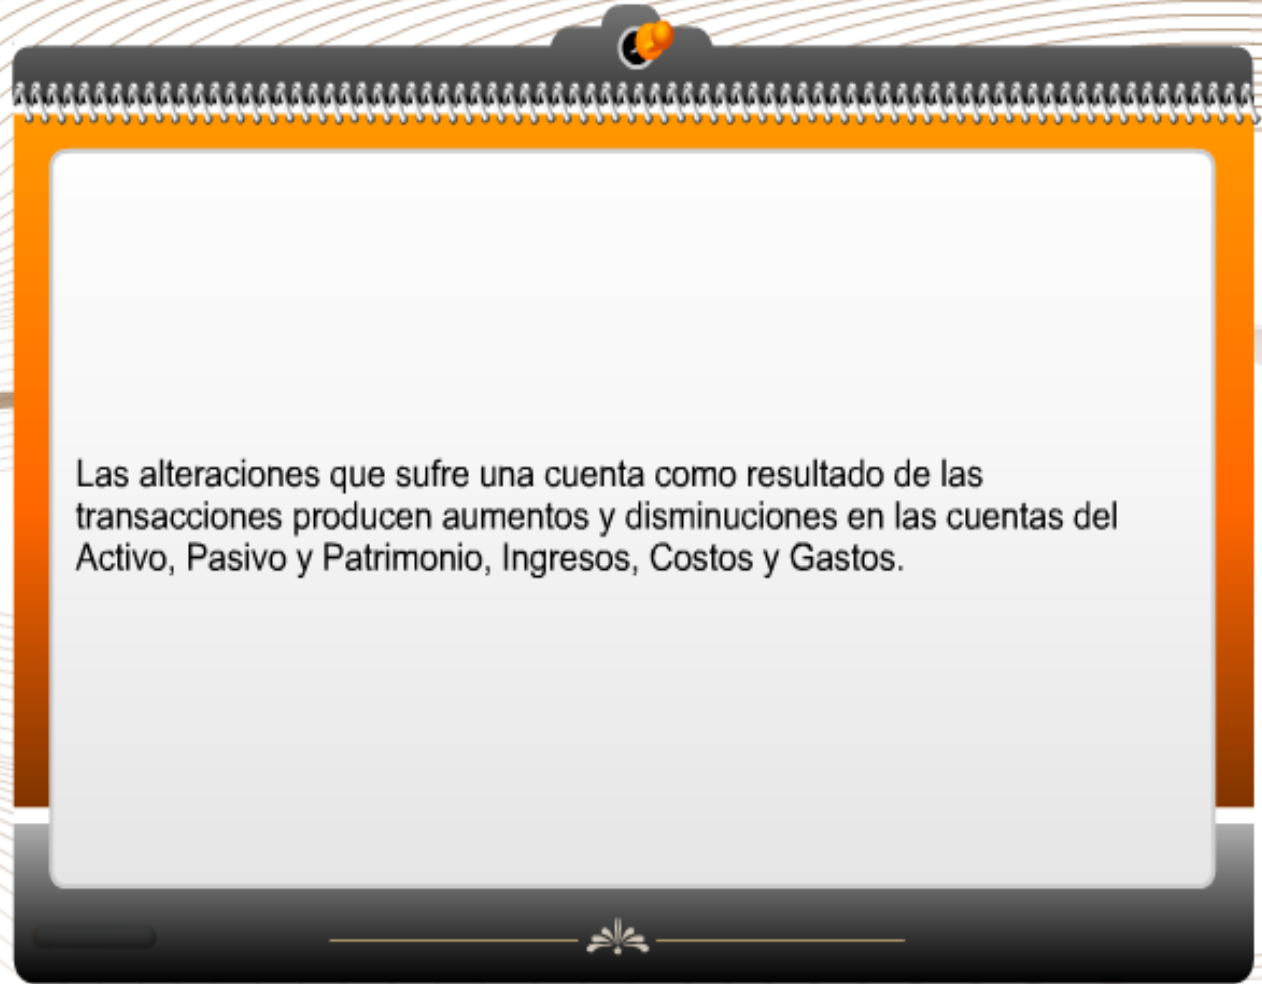 Las alteraciones que sufre una cuenta como resultado de las
transacciones producen aumentos y disminuciones en las cuentas del
Activo, Pasivo y Patrimonio, Ingresos, Costos y Gastos.